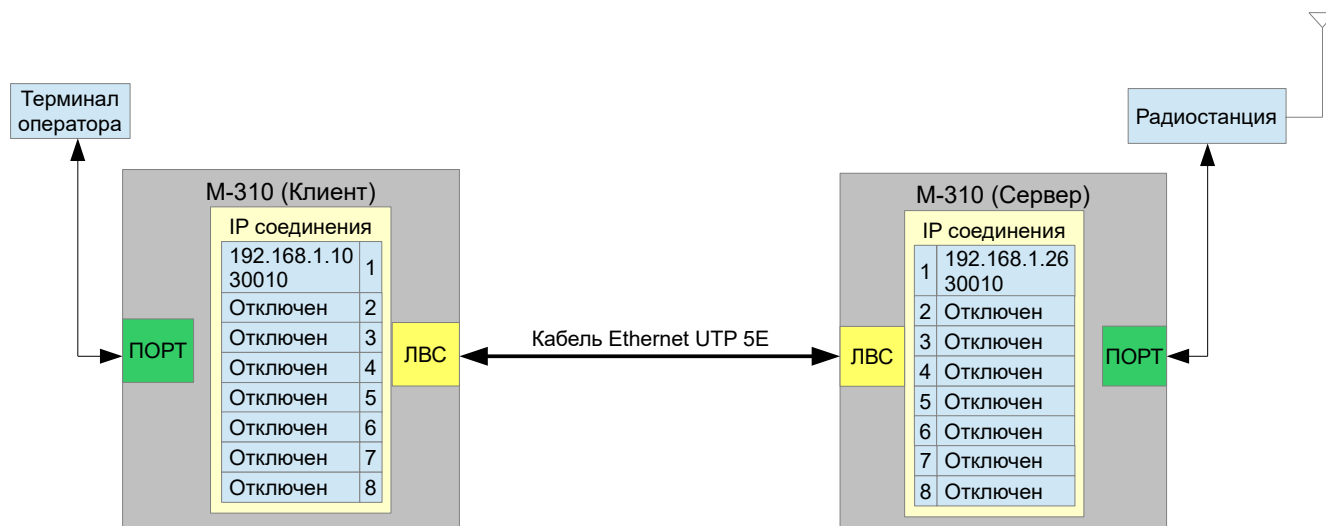 Терминал
оператора
М-310 (Клиент)
IP соединения
192.168.1.10
30010
1
Отключен 2
Отключен 3
Отключен 4
Отключен 5
Отключен 6
Отключен 7
Отключен 8
ПОРТ
ЛВС
Кабель Ethernet UTP 5E
Радиостанция
М-310 (Сервер)
IP соединения
1
192.168.1.26
30010
2 Отключен
3 Отключен
4 Отключен
5 Отключен
6 Отключен
7 Отключен
8 Отключен
ЛВС
ПОРТ